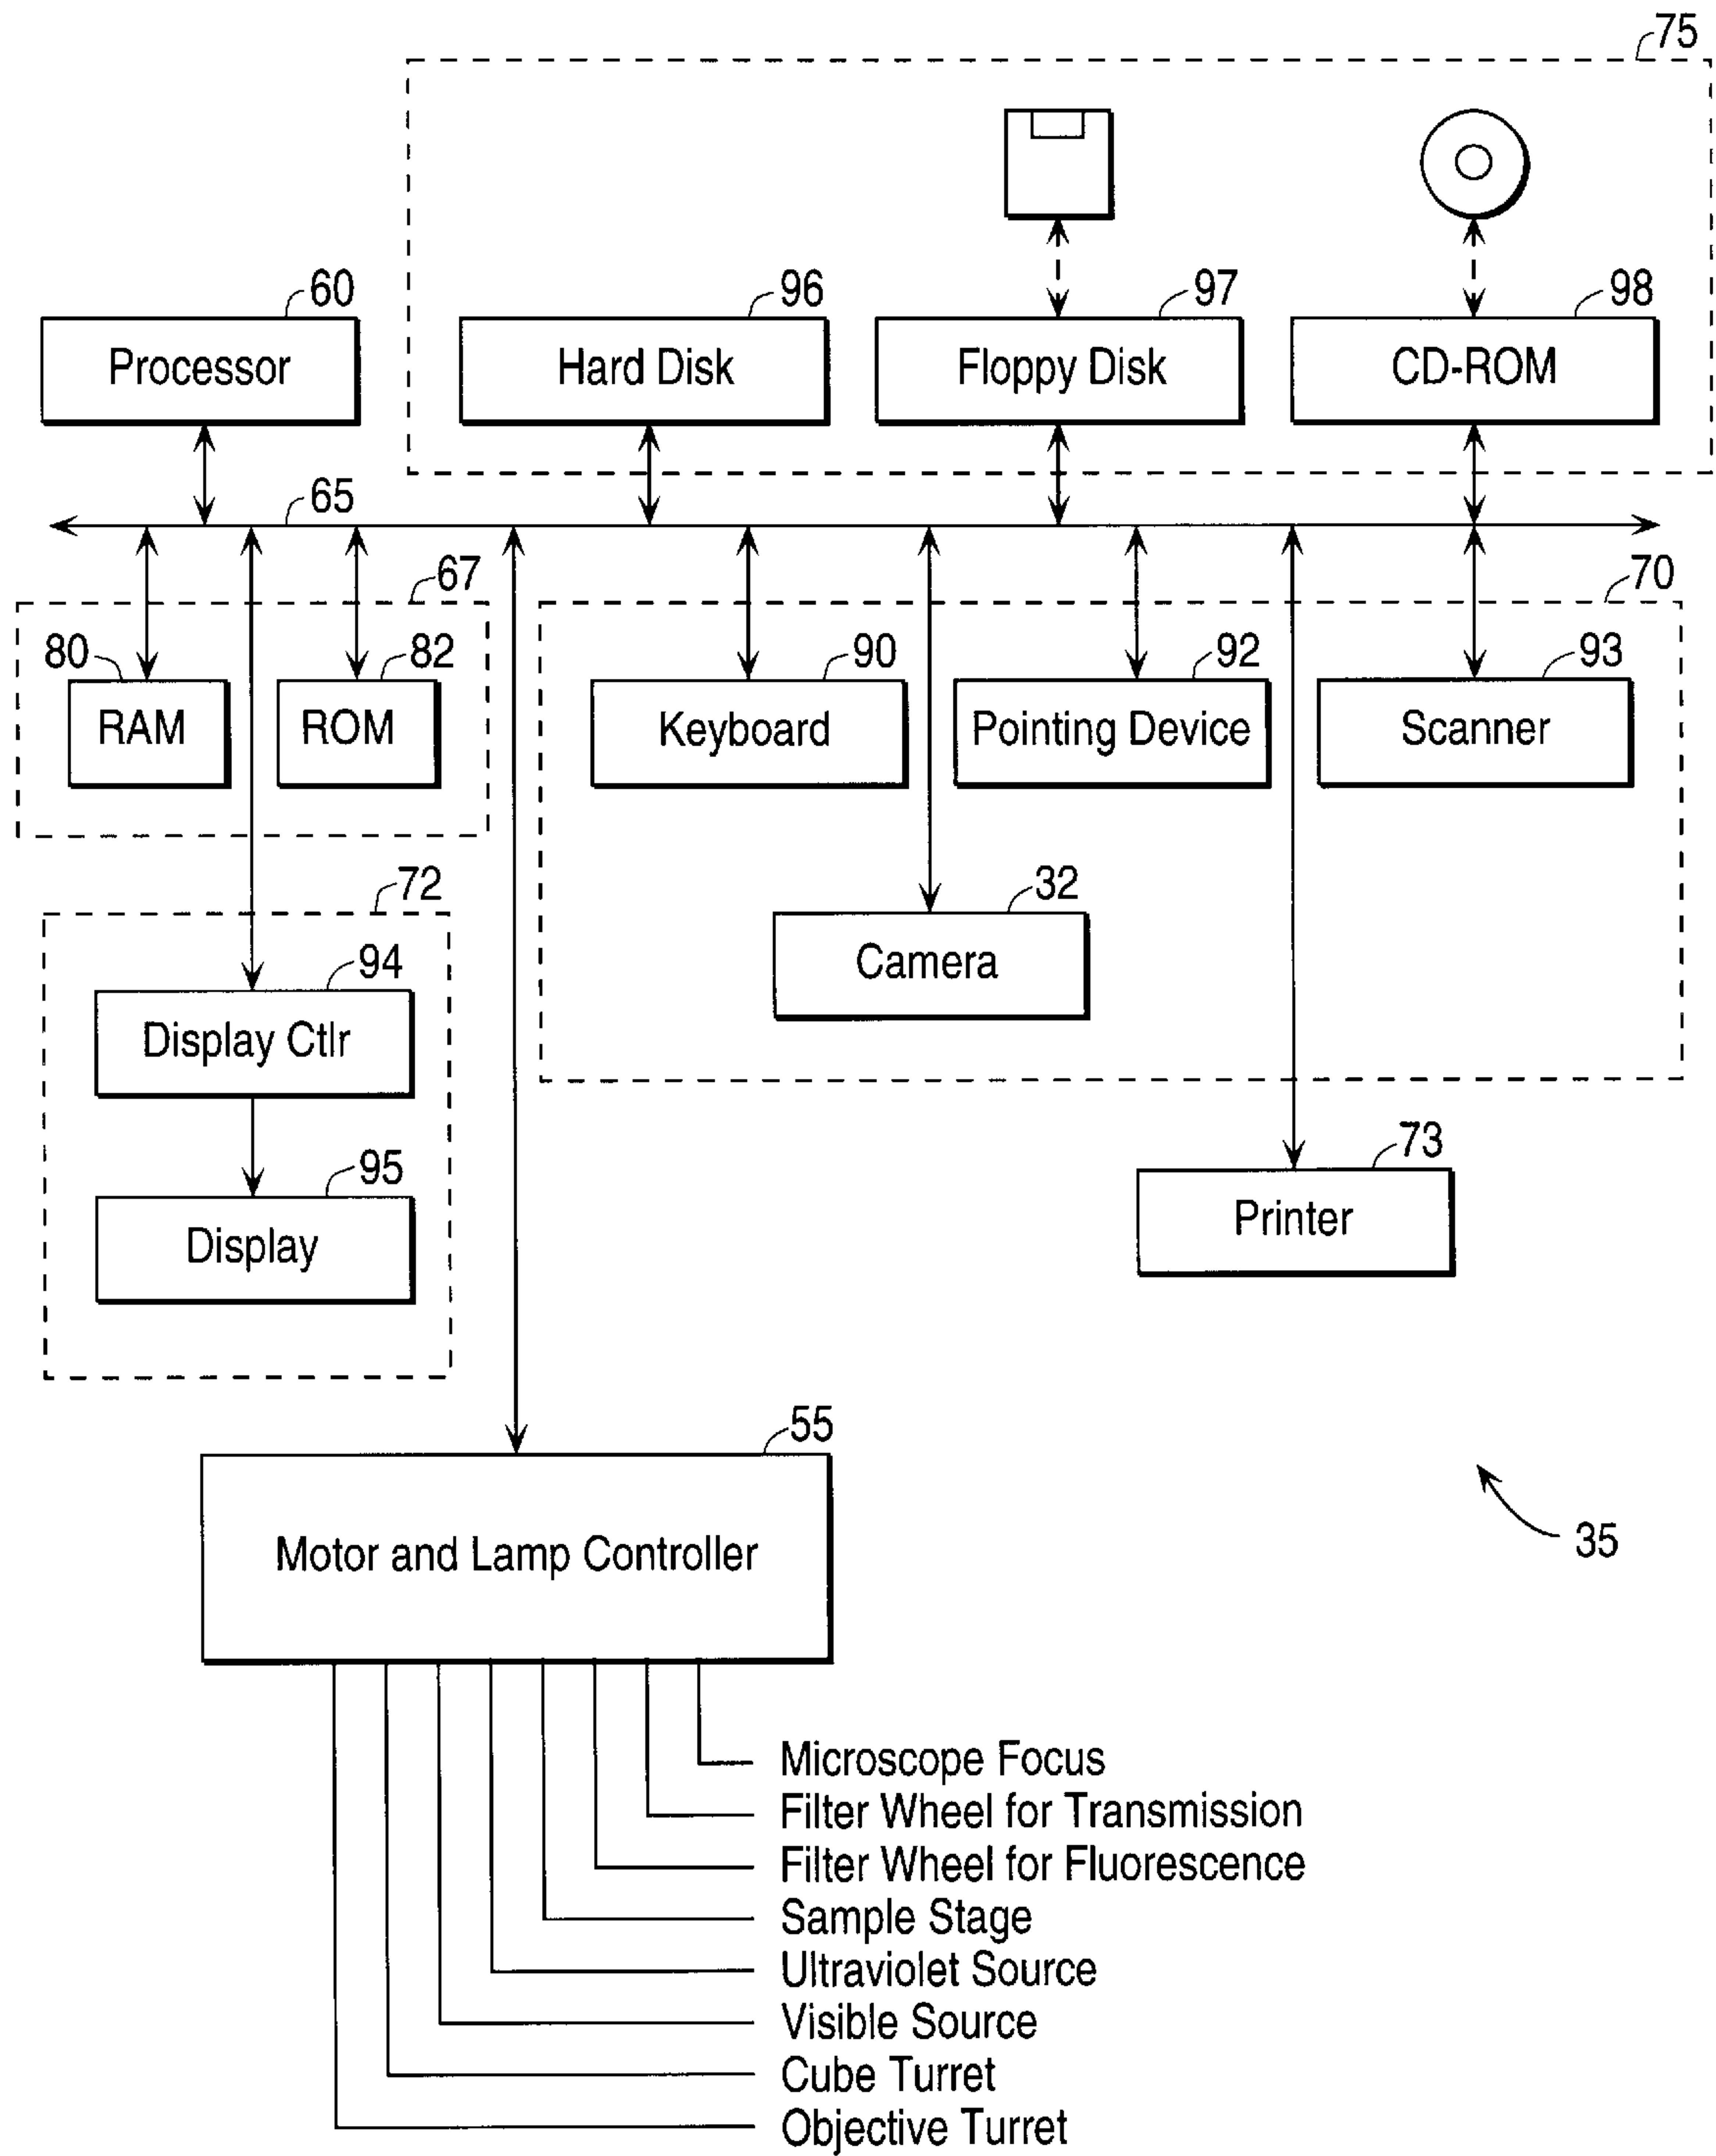 75
60
96
97
98
Processor
Hard Disk
Floppy Disk
CD-ROM
65
67
70
80
82
90
92
93
RAM
ROM
Keyboard
Pointing Device
Scanner
72
32
94
Camera
Display Ctlr
73
95
Printer
Display
55
Motor and Lamp Controller
35
Microscope Focus
Filter Wheel for Transmission
Filter Wheel for Fluorescence
Sample Stage
Ultraviolet Source
Visible Source
Cube Turret
Objective Turret